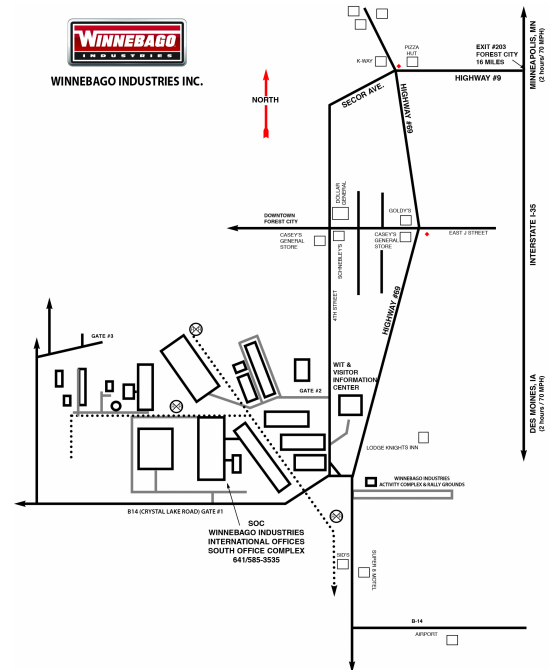 WINNEBAGO
INDUSTRIES
WINNEBAGO INDUSTRIES INC.
NORTH
K-WAY
PIZZA
HUT
EXIT #203
FOREST CITY
16 MILES
HIGHWAY #9
MINNEAPOLIS, MN
(2 hours/ 70 MPH)
SECOR AVE.
HIGHWAY #69
DOLLAR
GENERAL
GOLDY'S
DOWNTOWN
FOREST CITY
CASEY'S
GENERAL
STORE
SCHNEBLEY'S
CASEY'S
GENERAL
STORE
EAST J STREET
INTERSTATE I-35
4TH STREET
HIGHWAY #69
GATE #3
WIT &
VISITOR
INFORMATION
CENTER
GATE #2
DES MOINES, IA
(2 hours / 70 MPH)
LODGE KNIGHTS INN
WINNEBAGO INDUSTRIES
ACTIVITY COMPLEX & RALLY GROUNDS
B14 (CRYSTAL LAKE ROAD) GATE #1
SOC
WINNEBAGO INDUSTRIES
INTERNATIONAL OFFICES
SOUTH OFFICE COMPLEX
641/585-3535
SID'S
SUPER 8 MOTEL
B-14
AIRPORT